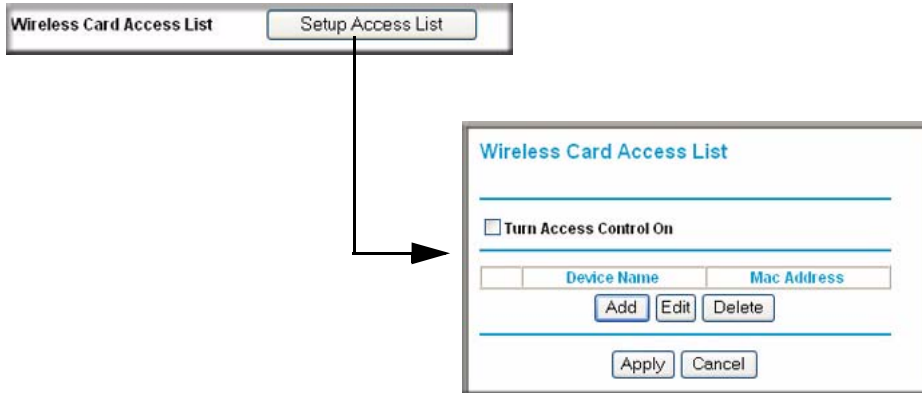 Wireless Card Access List Setup Access List
Wireless Card Access List
Turn Access Control On
Device Name Mac Address
Add Edit Delete
Apply Cancel